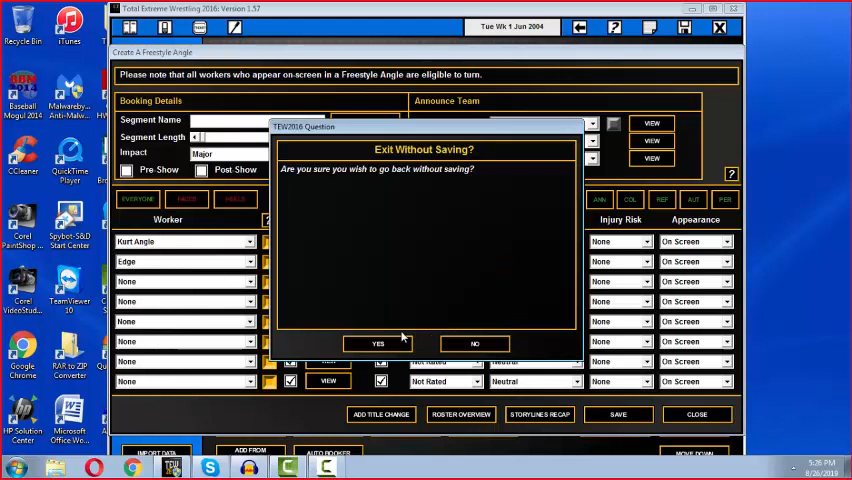 Total Extreme Wrestling 2016: Version 1.57
Tue Wk 1 Jun 2004
Create A Freestyle Angle
Please note that all workers who appear on-screen in a Freestyle Angle are eligible to turn.
Booking Details
Announce Team
Segment Name
VIEW
Segment Length
VIEW
Impact
Major
VIEW
Pre-Show
Post Show
?
EVERYONE
FACES
HEELS
ANN
COL
REF
AUT
PER
Worker
Injury Risk
Appearance
Kurt Angle
None
On Screen
Edge
None
On Screen
None
None
On Screen
None
None
On Screen
None
None
On Screen
None
None
On Screen
None
VIEW
Not Rated
Neutral
None
On Screen
None
VIEW
Not Rated
Neutral
None
On Screen
ADD TITLE CHANGE
ROSTER OVERVIEW
STORYLINES RECAP
SAVE
CLOSE
TEW2016 Question
Exit Without Saving?
Are you sure you wish to go back without saving?
YES
NO
IMPORT DATA
ADD FROM
AUTO BOOKER
MOVE DOWN
Recycle Bin
iTunes
Baseball
Mogul 2014
Malwareby...
Anti-Malw...
CCleaner
QuickTime
Player
Corel
PaintShop ...
Spybot-S&D
Start Center
Corel
VideoStud...
TeamViewer
10
Google
Chrome
RAR to ZIP
Converter
HP Solution
Center
Microsoft
Office Wo...
TEW
5:26 PM
8/26/2019